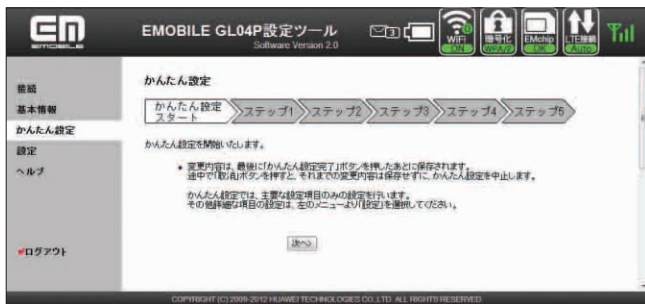 EM
EMOBILE
EMOBILE GL04P設定ツール
Software Version 2.0
3
WiFi
ON
暗号化
WPA/P
EMchip
OK
LTE接続
Auto
接続
基本情報
かんたん設定
設定
ヘルプ
ログアウト
かんたん設定
かんたん設定
スタート
ステップ1
ステップ2
ステップ3
ステップ4
ステップ5
かんたん設定を開始いたします。
• 変更内容は、最後に「かんたん設定完了」ボタンを押したあとに保存されます。
途中で「取消」ボタンを押すと、それまでの変更内容は保存せずに、かんたん設定を中止します。
かんたん設定では、主要な設定項目のみの設定を行います。
その他詳細な項目の設定は、左のメニューより「設定」を選択してください。
次へ>
COPYRIGHT (C) 2009-2012 HUAWEI TECHNOLOGIES CO.,LTD. ALL RIGHTS RESERVED